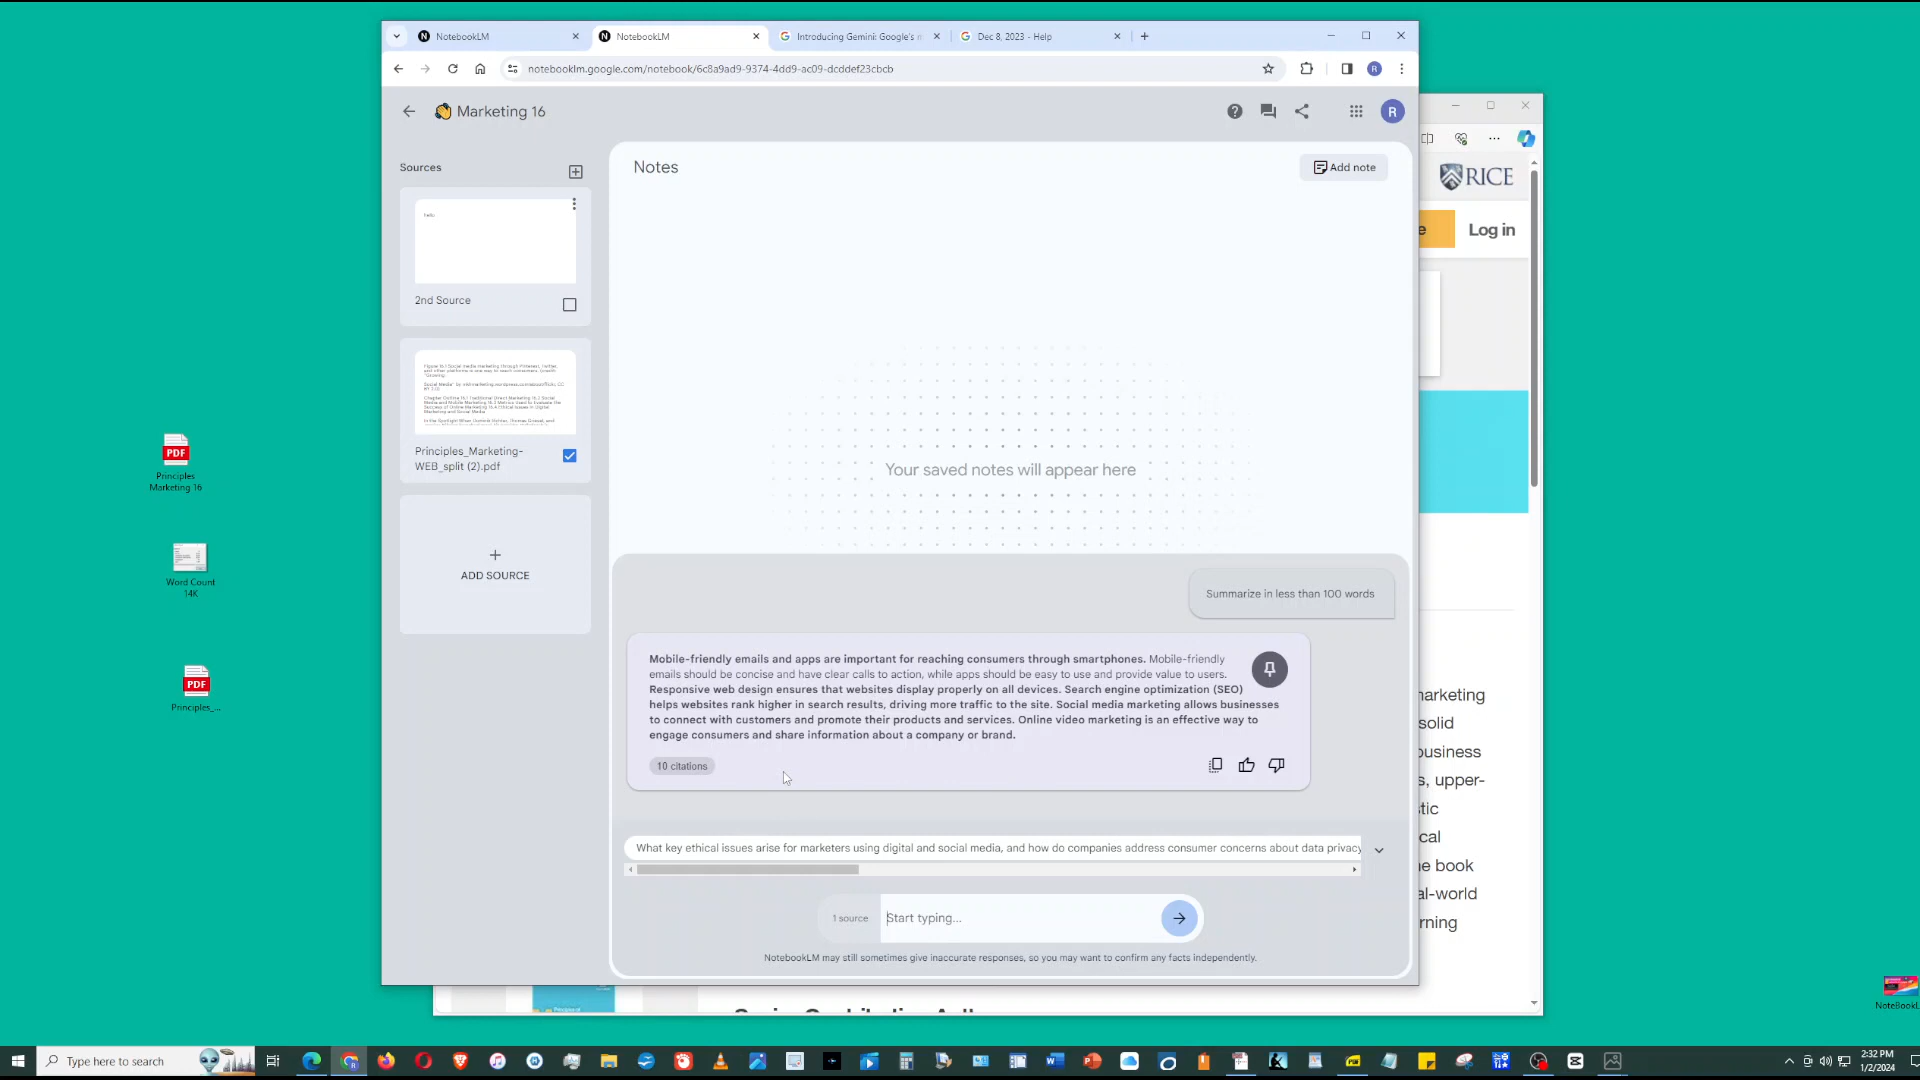 NotebookLM
NotebookLM
Introducing Gemini: Google's n
Dec 8, 2023 - Help
notebooklm.google.com/notebook/6c8a9ad9-9374-4dd9-ac09-dcddef23cbcb
R
Marketing 16
R
Sources
Notes
Add note
hello
2nd Source
Your saved notes will appear here
Principles_Marketing-
WEB_split (2).pdf
ADD SOURCE
Summarize in less than 100 words
Mobile-friendly emails and apps are important for reaching consumers through smartphones. Mobile-friendly
emails should be concise and have clear calls to action, while apps should be easy to use and provide value to users.
Responsive web design ensures that websites display properly on all devices. Search engine optimization (SEO)
helps websites rank higher in search results, driving more traffic to the site. Social media marketing allows businesses
to connect with customers and promote their products and services. Online video marketing is an effective way to
engage consumers and share information about a company or brand.
10 citations
What key ethical issues arise for marketers using digital and social media, and how do companies address consumer concerns about data privacy
1 source
Start typing...
NotebookLM may still sometimes give inaccurate responses, so you may want to confirm any facts independently.
RICE
e
Log in
marketing
solid
business
s, upper-
stic
cal
ne book
al-world
rning
PDF
Principles
Marketing 16
Word Count
14K
PDF
Principles_...
NoteBookL
Type here to search
2:32 PM
1/2/2024